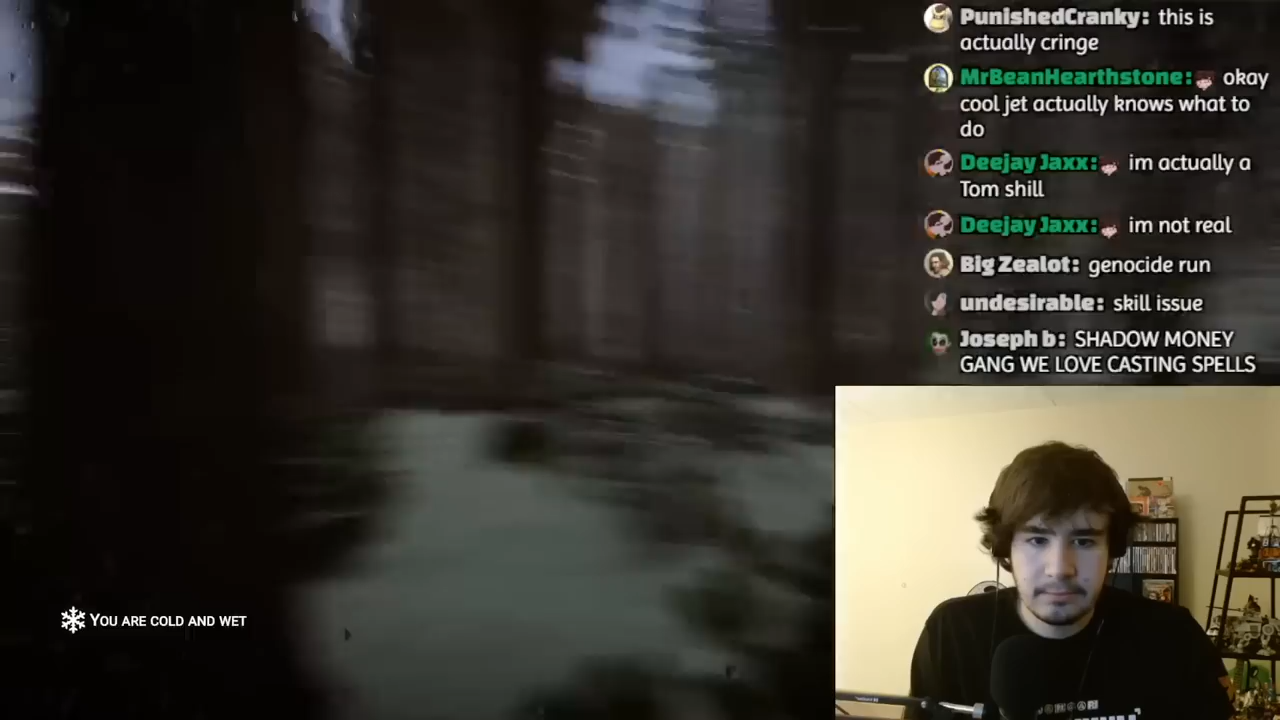 PunishedCranky: this is
actually cringe
MrBeanHearthstone: okay
cool jet actually knows what to
do
Deejay Jaxx: im actually a
Tom shill
Deejay Jaxx: im not real
Big Zealot: genocide run
undesirable: skill issue
Joseph b: SHADOW MONEY
GANG WE LOVE CASTING SPELLS
YOU ARE COLD AND WET